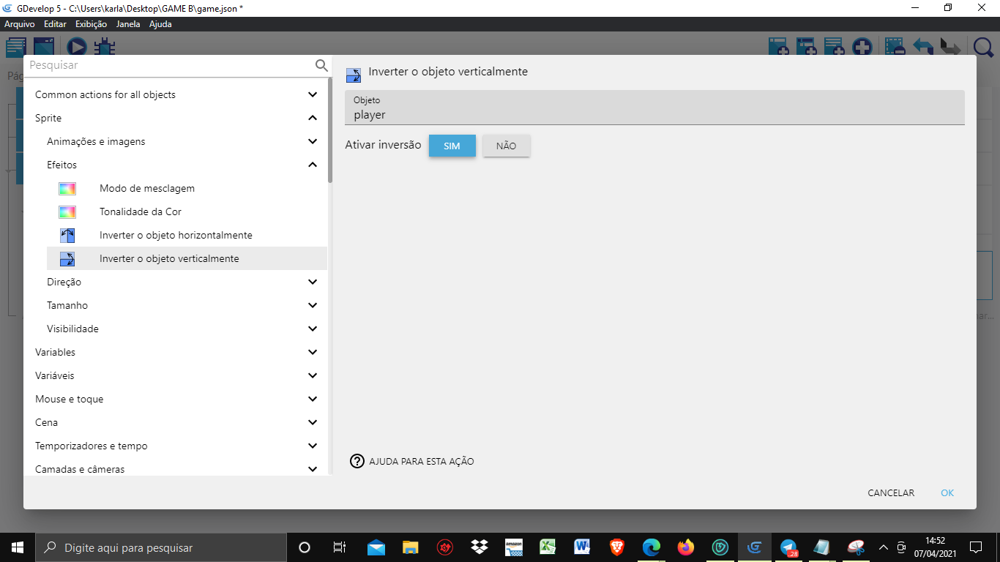 GDevelop 5 - C:\Users\karla\Desktop\GAME B\game.json *
Arquivo Editar Exibição Janela Ajuda
Pesquisar
Common actions for all objects
Sprite
Animações e imagens
Efeitos
Modo de mesclagem
Tonalidade da Cor
Inverter o objeto horizontalmente
Inverter o objeto verticalmente
Direção
Tamanho
Visibilidade
Variables
Variáveis
Mouse e toque
Cena
Temporizadores e tempo
Camadas e câmeras
Inverter o objeto verticalmente
Objeto
player
Ativar inversão SIM NÃO
AJUDA PARA ESTA AÇÃO
CANCELAR OK
Digite aqui para pesquisar
amazon
28
14:52
07/04/2021